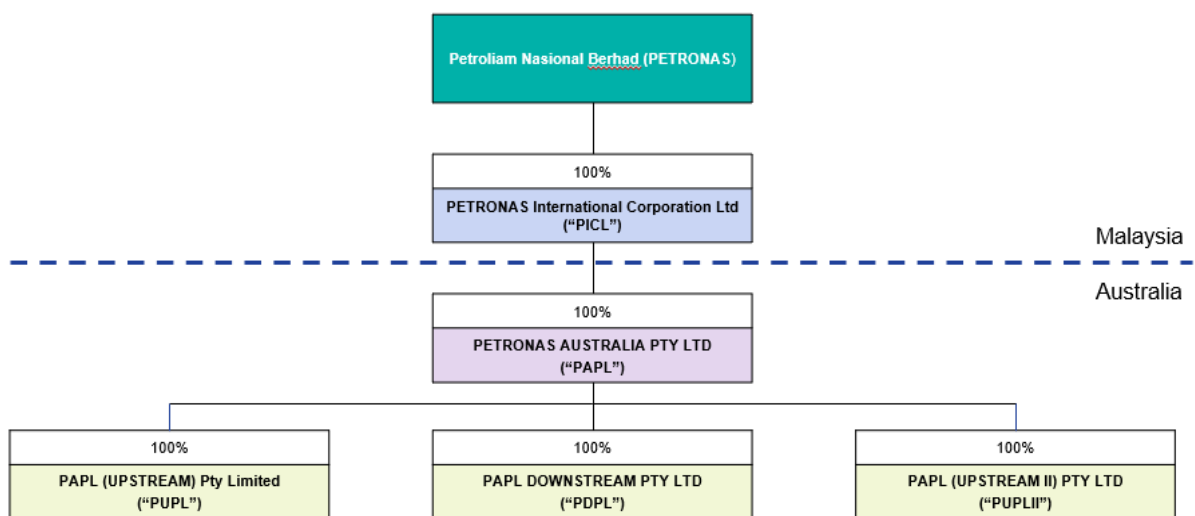 Petroliam Nasional Berhad (PETRONAS)
100%
PETRONAS International Corporation Ltd
("PICL")
Malaysia
Australia
100%
PETRONAS AUSTRALIA PTY LTD
("PAPL")
100%
PAPL (UPSTREAM) Pty Limited
("PUPL")
100%
PAPL DOWNSTREAM PTY LTD
("PDPL")
100%
PAPL (UPSTREAM II) PTY LTD
("PUPLII")